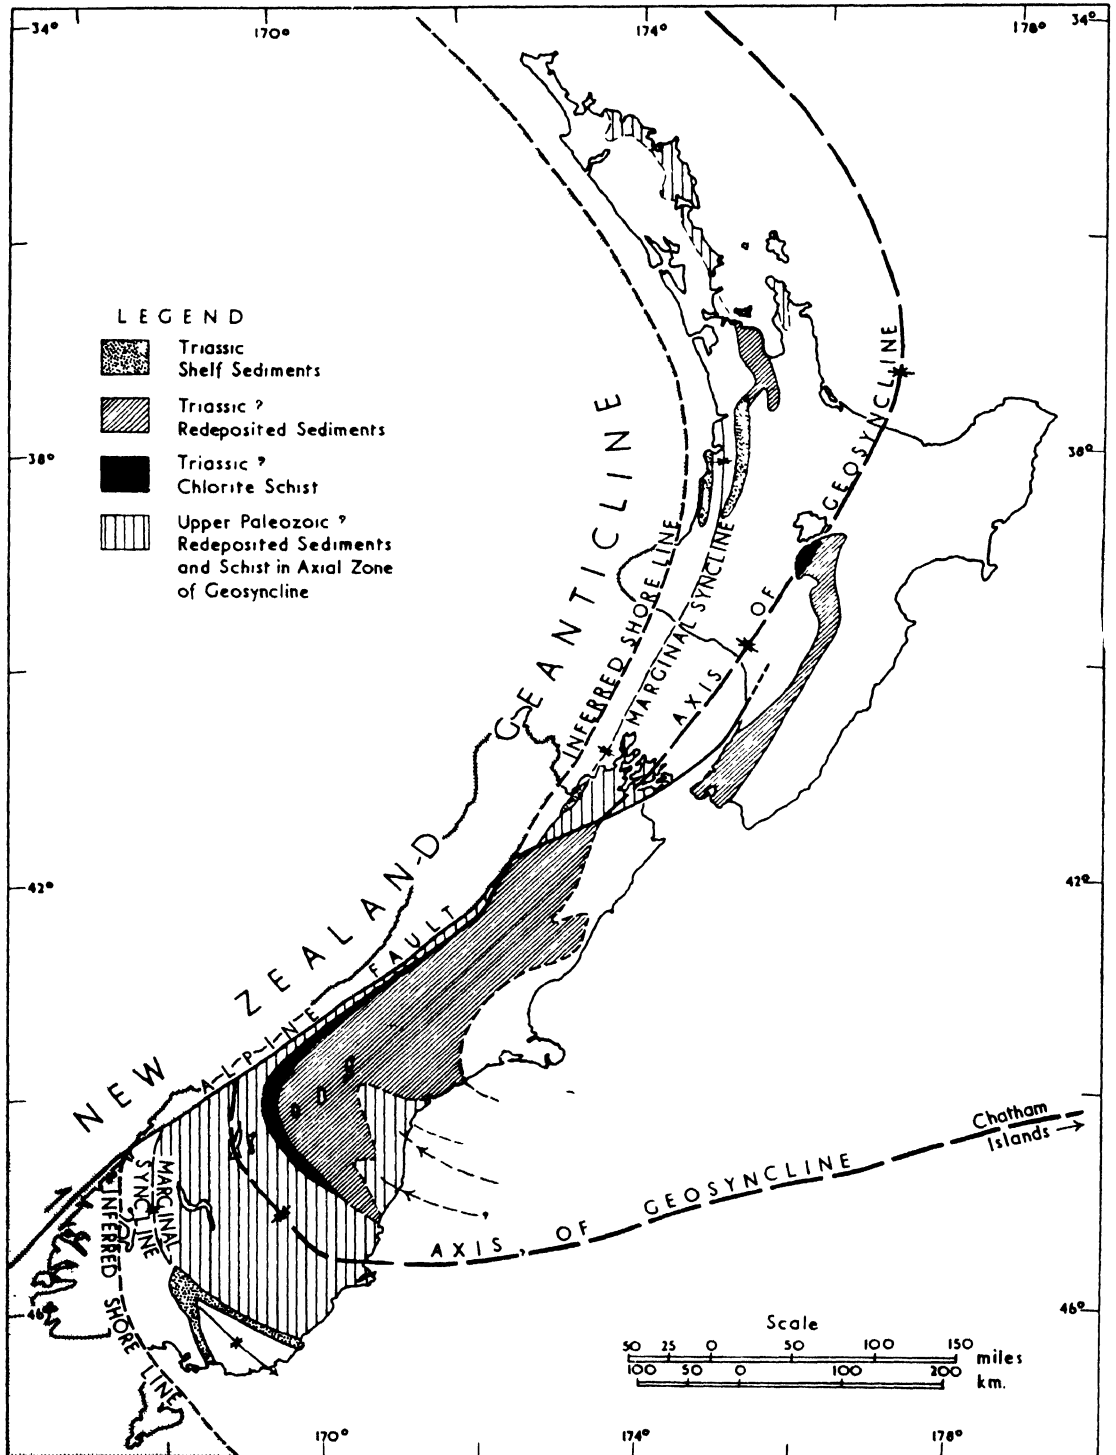 34° 170° 174° 178° 34°
LEGEND
Triassic
Shelf Sediments
Triassic ?
Redeposited Sediments
Triassic ?
Chlorite Schist
Upper Paleozoic ?
Redeposited Sediments
and Schist in Axial Zone
of Geosyncline
38° 38°
NEW ZEALAND GEANTICLINE
INFERRED SHORE LINE
MARGINAL SYNCLINE
AXIS OF GEOSYNCLINE
42° 42°
ALPINE FAULT
Chatham
Islands
MARGINAL
SYNCLINE
INFERRED SHORE LINE
AXIS OF GEOSYNCLINE
46° 46°
Scale
50 25 0 50 100 150 miles
100 50 0 100 200 km.
170° 174° 178°